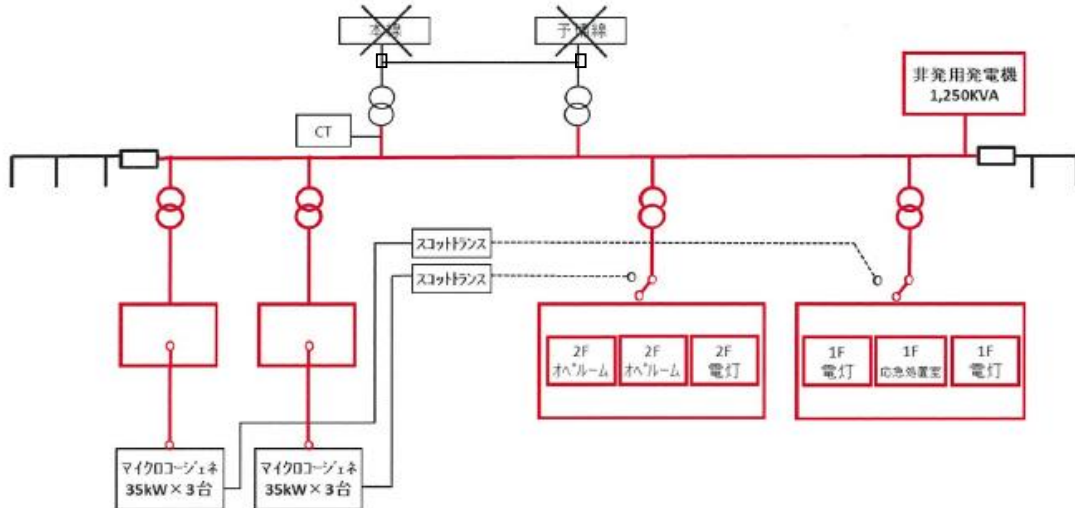 本線
予備線
非発用発電機
1,250KVA
CT
スコットトランス
スコットトランス
2F
オペルーム
2F
オペルーム
2F
電灯
1F
電灯
1F
応急処置室
1F
電灯
マイクロコージェネ
35kW×3台
マイクロコージェネ
35kW×3台